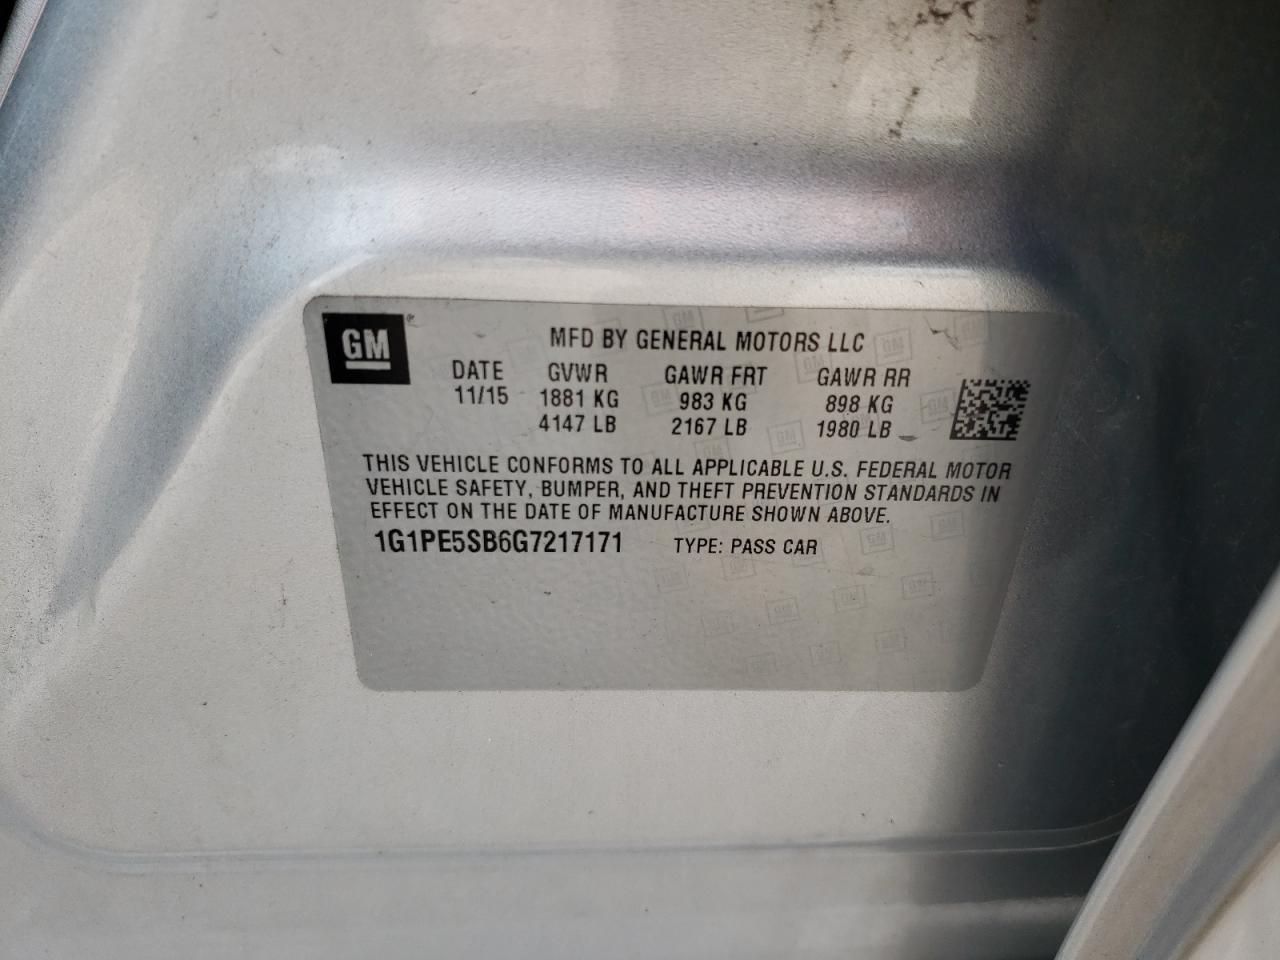 GM
MFD BY GENERAL MOTORS LLC
DATE GVWR GAWR FRT GAWR RR
11/15 1881 KG 983 KG 898 KG
4147 LB 2167 LB 1980 LB
THIS VEHICLE CONFORMS TO ALL APPLICABLE U.S. FEDERAL MOTOR
VEHICLE SAFETY, BUMPER, AND THEFT PREVENTION STANDARDS IN
EFFECT ON THE DATE OF MANUFACTURE SHOWN ABOVE.
1G1PE5SB6G7217171 TYPE: PASS CAR